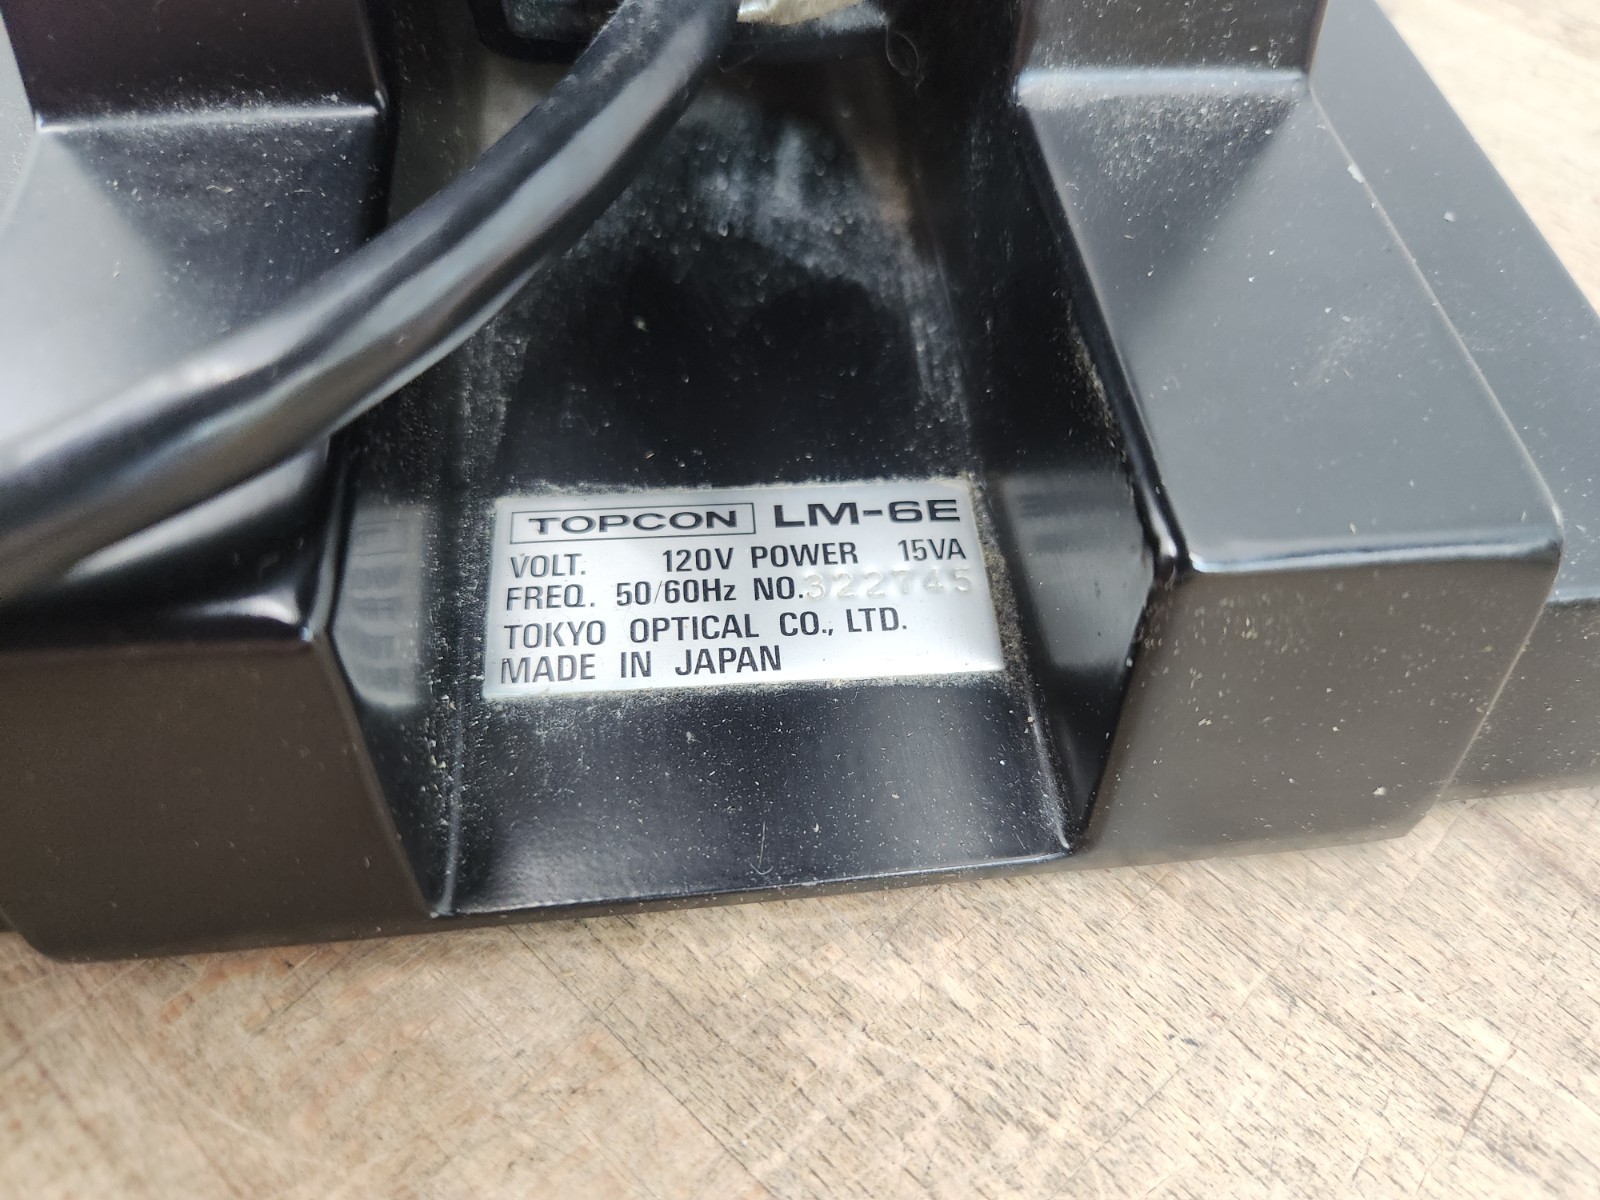 TOPCON LM-6E
VOLT. 120V POWER 15VA
FREQ. 50/60Hz NO.322745
TOKYO OPTICAL CO., LTD.
MADE IN JAPAN